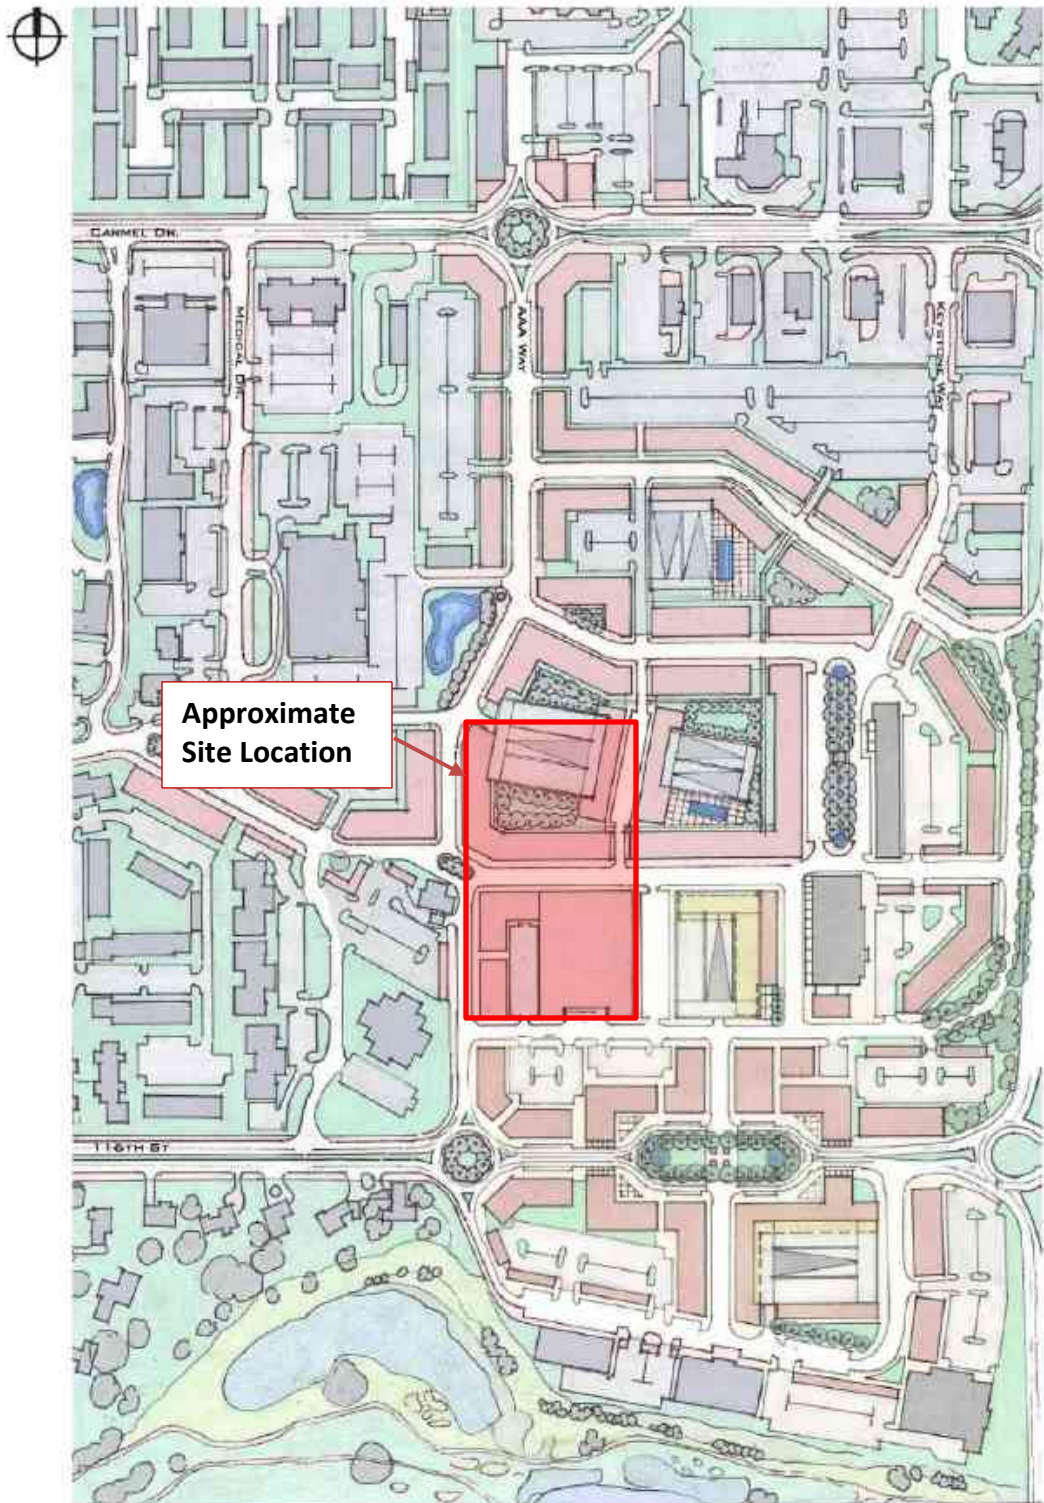 CARMEL DR.
MEDICAL DR.
AAA WAY
KEYSTONE WAY
Approximate
Site Location
116TH ST